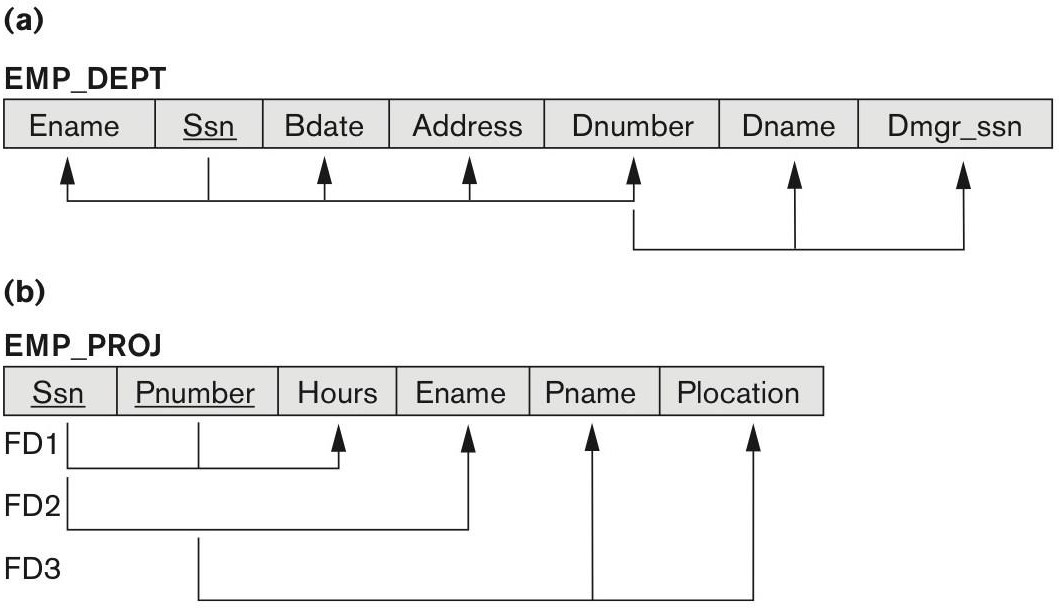 (a)
EMP_DEPT
Ename Ssn Bdate Address Dnumber Dname Dmgr_ssn
(b)
EMP_PROJ
Ssn Pnumber Hours Ename Pname Plocation
FD1
FD2
FD3